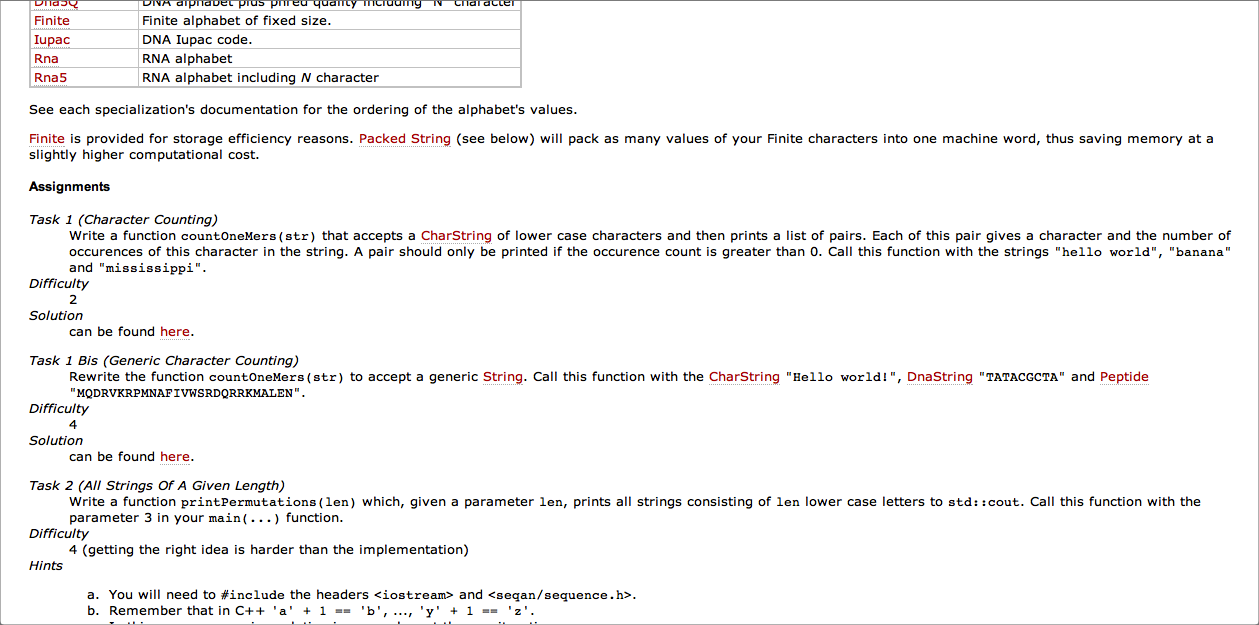 Dna5Q DNA alphabet plus phred quality including "N" character
Finite Finite alphabet of fixed size.
Iupac DNA Iupac code.
Rna RNA alphabet
Rna5 RNA alphabet including N character
See each specialization's documentation for the ordering of the alphabet's values.
Finite is provided for storage efficiency reasons. Packed String (see below) will pack as many values of your Finite characters into one machine word, thus saving memory at a
slightly higher computational cost.
Assignments
Task 1 (Character Counting)
Write a function countOneMers(str) that accepts a CharString of lower case characters and then prints a list of pairs. Each of this pair gives a character and the number of
occurences of this character in the string. A pair should only be printed if the occurence count is greater than 0. Call this function with the strings "hello world", "banana"
and "mississippi".
Difficulty
2
Solution
can be found here.
Task 1 Bis (Generic Character Counting)
Rewrite the function countOneMers(str) to accept a generic String. Call this function with the CharString "Hello world!", DnaString "TATACGCTA" and Peptide
"MQDRVKRPMNAFIVWSRDQRRKMALEN".
Difficulty
4
Solution
can be found here.
Task 2 (All Strings Of A Given Length)
Write a function printPermutations(len) which, given a parameter len, prints all strings consisting of len lower case letters to std::cout. Call this function with the
parameter 3 in your main(...) function.
Difficulty
4 (getting the right idea is harder than the implementation)
Hints
a. You will need to #include the headers <iostream> and <seqan/sequence.h>.
b. Remember that in C++ 'a' + 1 == 'b', ..., 'y' + 1 == 'z'.